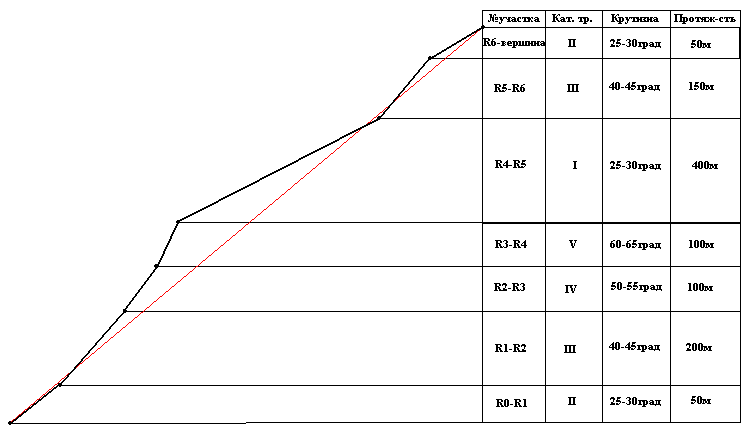 №участка Кат. тр. Крутизна Протяж-сть
R6-вершина II 25-30град 50м
R5-R6 III 40-45град 150м
R4-R5 I 25-30град 400м
R3-R4 V 60-65град 100м
R2-R3 IV 50-55град 100м
R1-R2 III 40-45град 200м
R0-R1 II 25-30град 50м